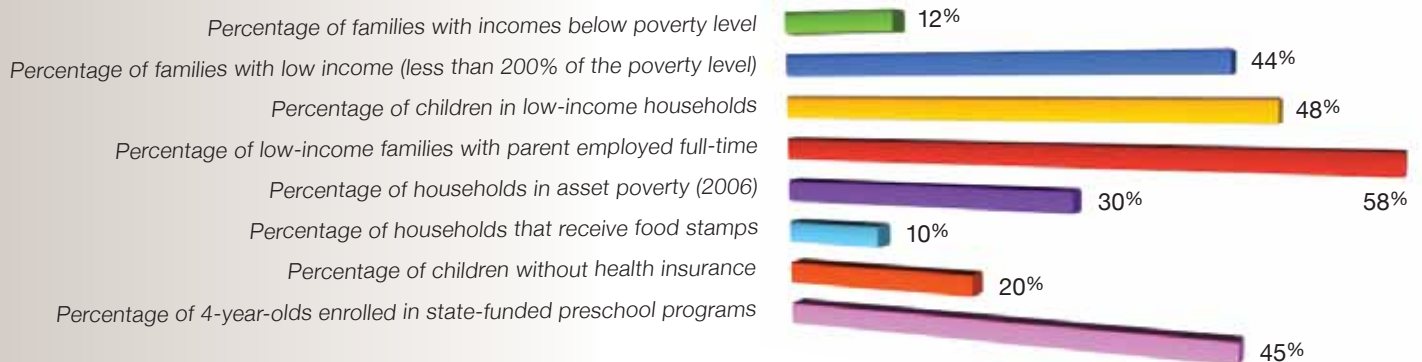 Percentage of families with incomes below poverty level 12%
Percentage of families with low income (less than 200% of the poverty level) 44%
Percentage of children in low-income households 48%
Percentage of low-income families with parent employed full-time 58%
Percentage of households in asset poverty (2006) 30%
Percentage of households that receive food stamps 10%
Percentage of children without health insurance 20%
Percentage of 4-year-olds enrolled in state-funded preschool programs 45%